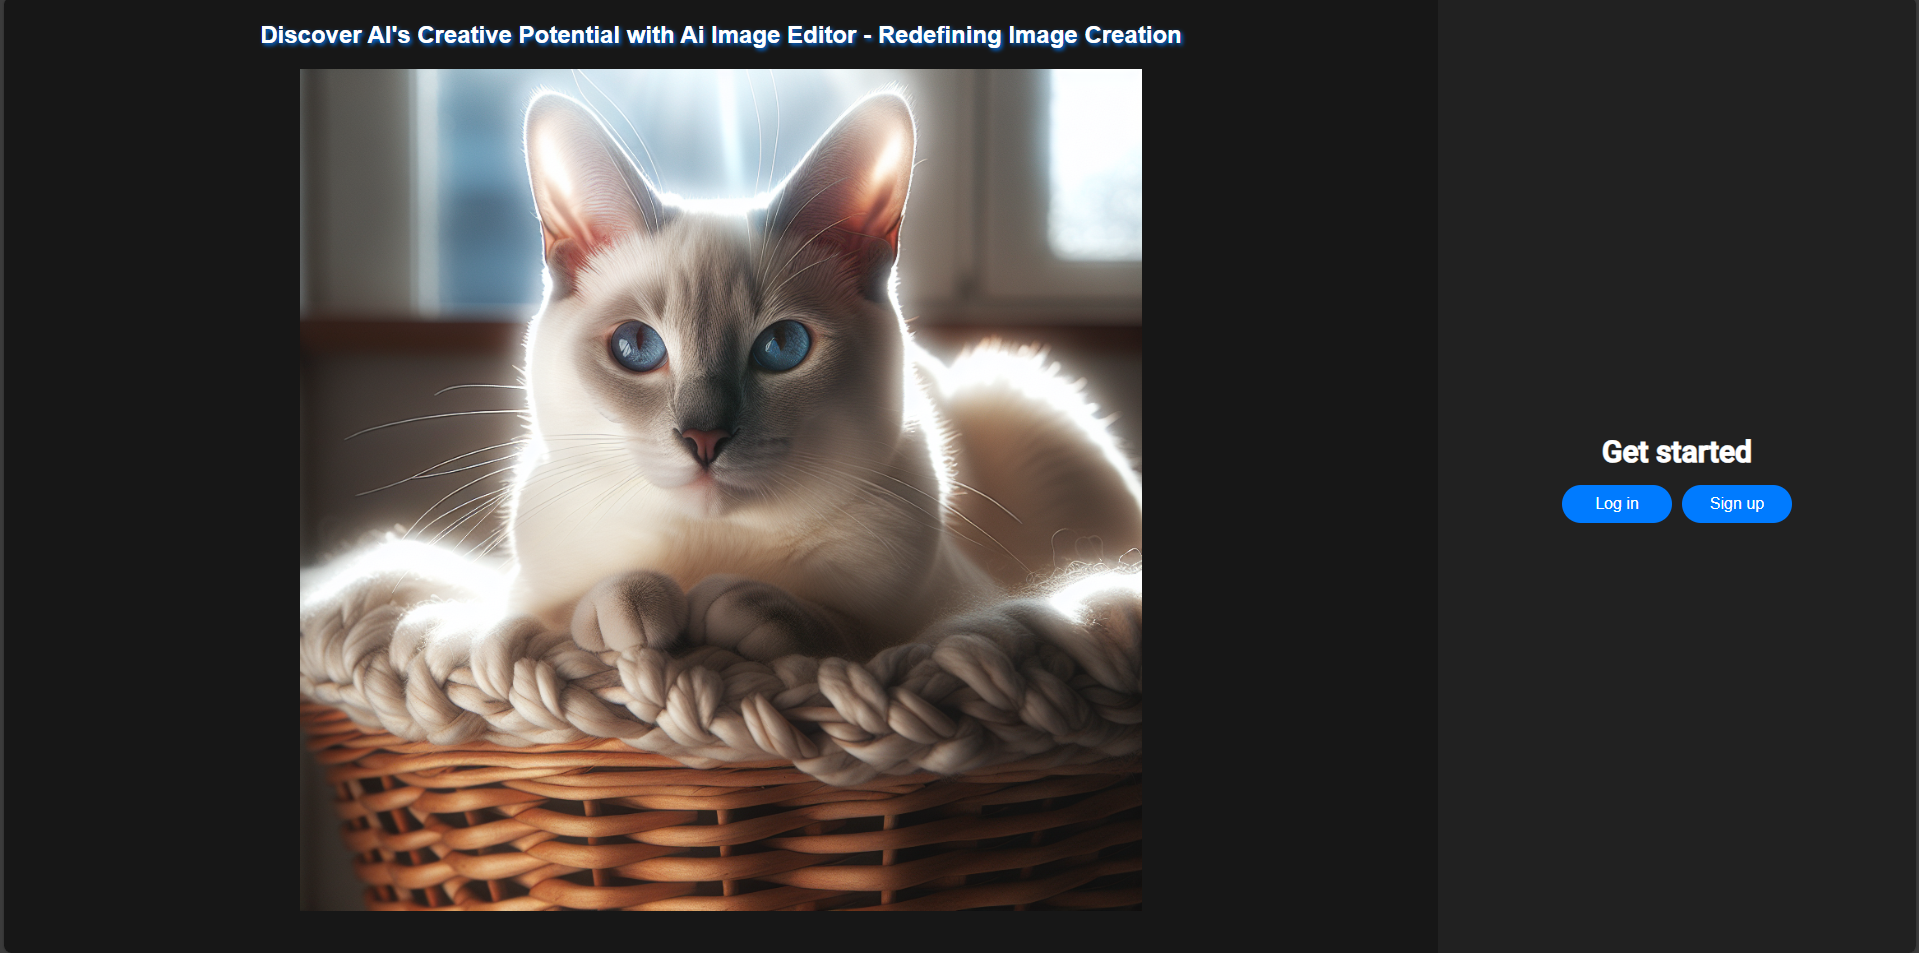 Discover AI's Creative Potential with Ai Image Editor - Redefining Image Creation
Get started
Log in
Sign up